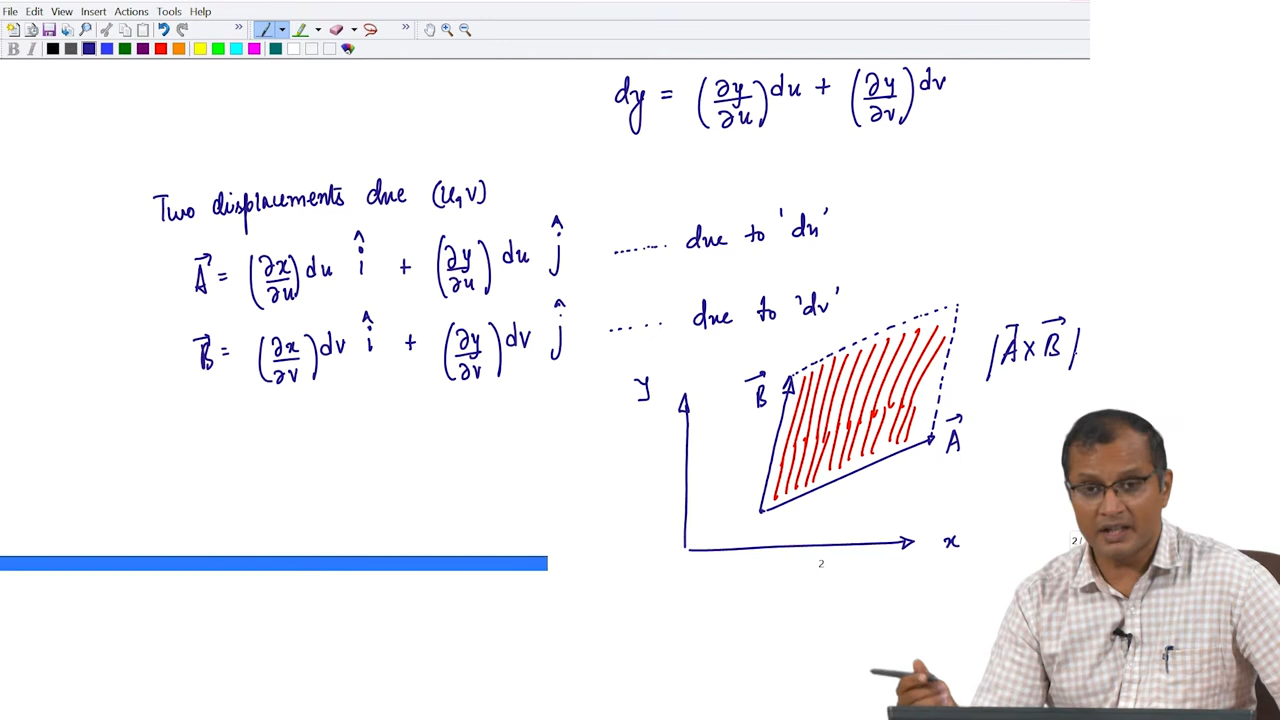 File Edit View Insert Actions Tools Help
» »
B I
dy = (∂y/∂u) du + (∂y/∂v) dv
Two displacements due (u,v)
A⃗ = (∂x/∂u) du î + (∂y/∂u) du ĵ ....... due to 'du'
B⃗ = (∂x/∂v) dv î + (∂y/∂v) dv ĵ ...... due to 'dv'
|A⃗ × B⃗|
y
B⃗
A⃗
x
2
2/